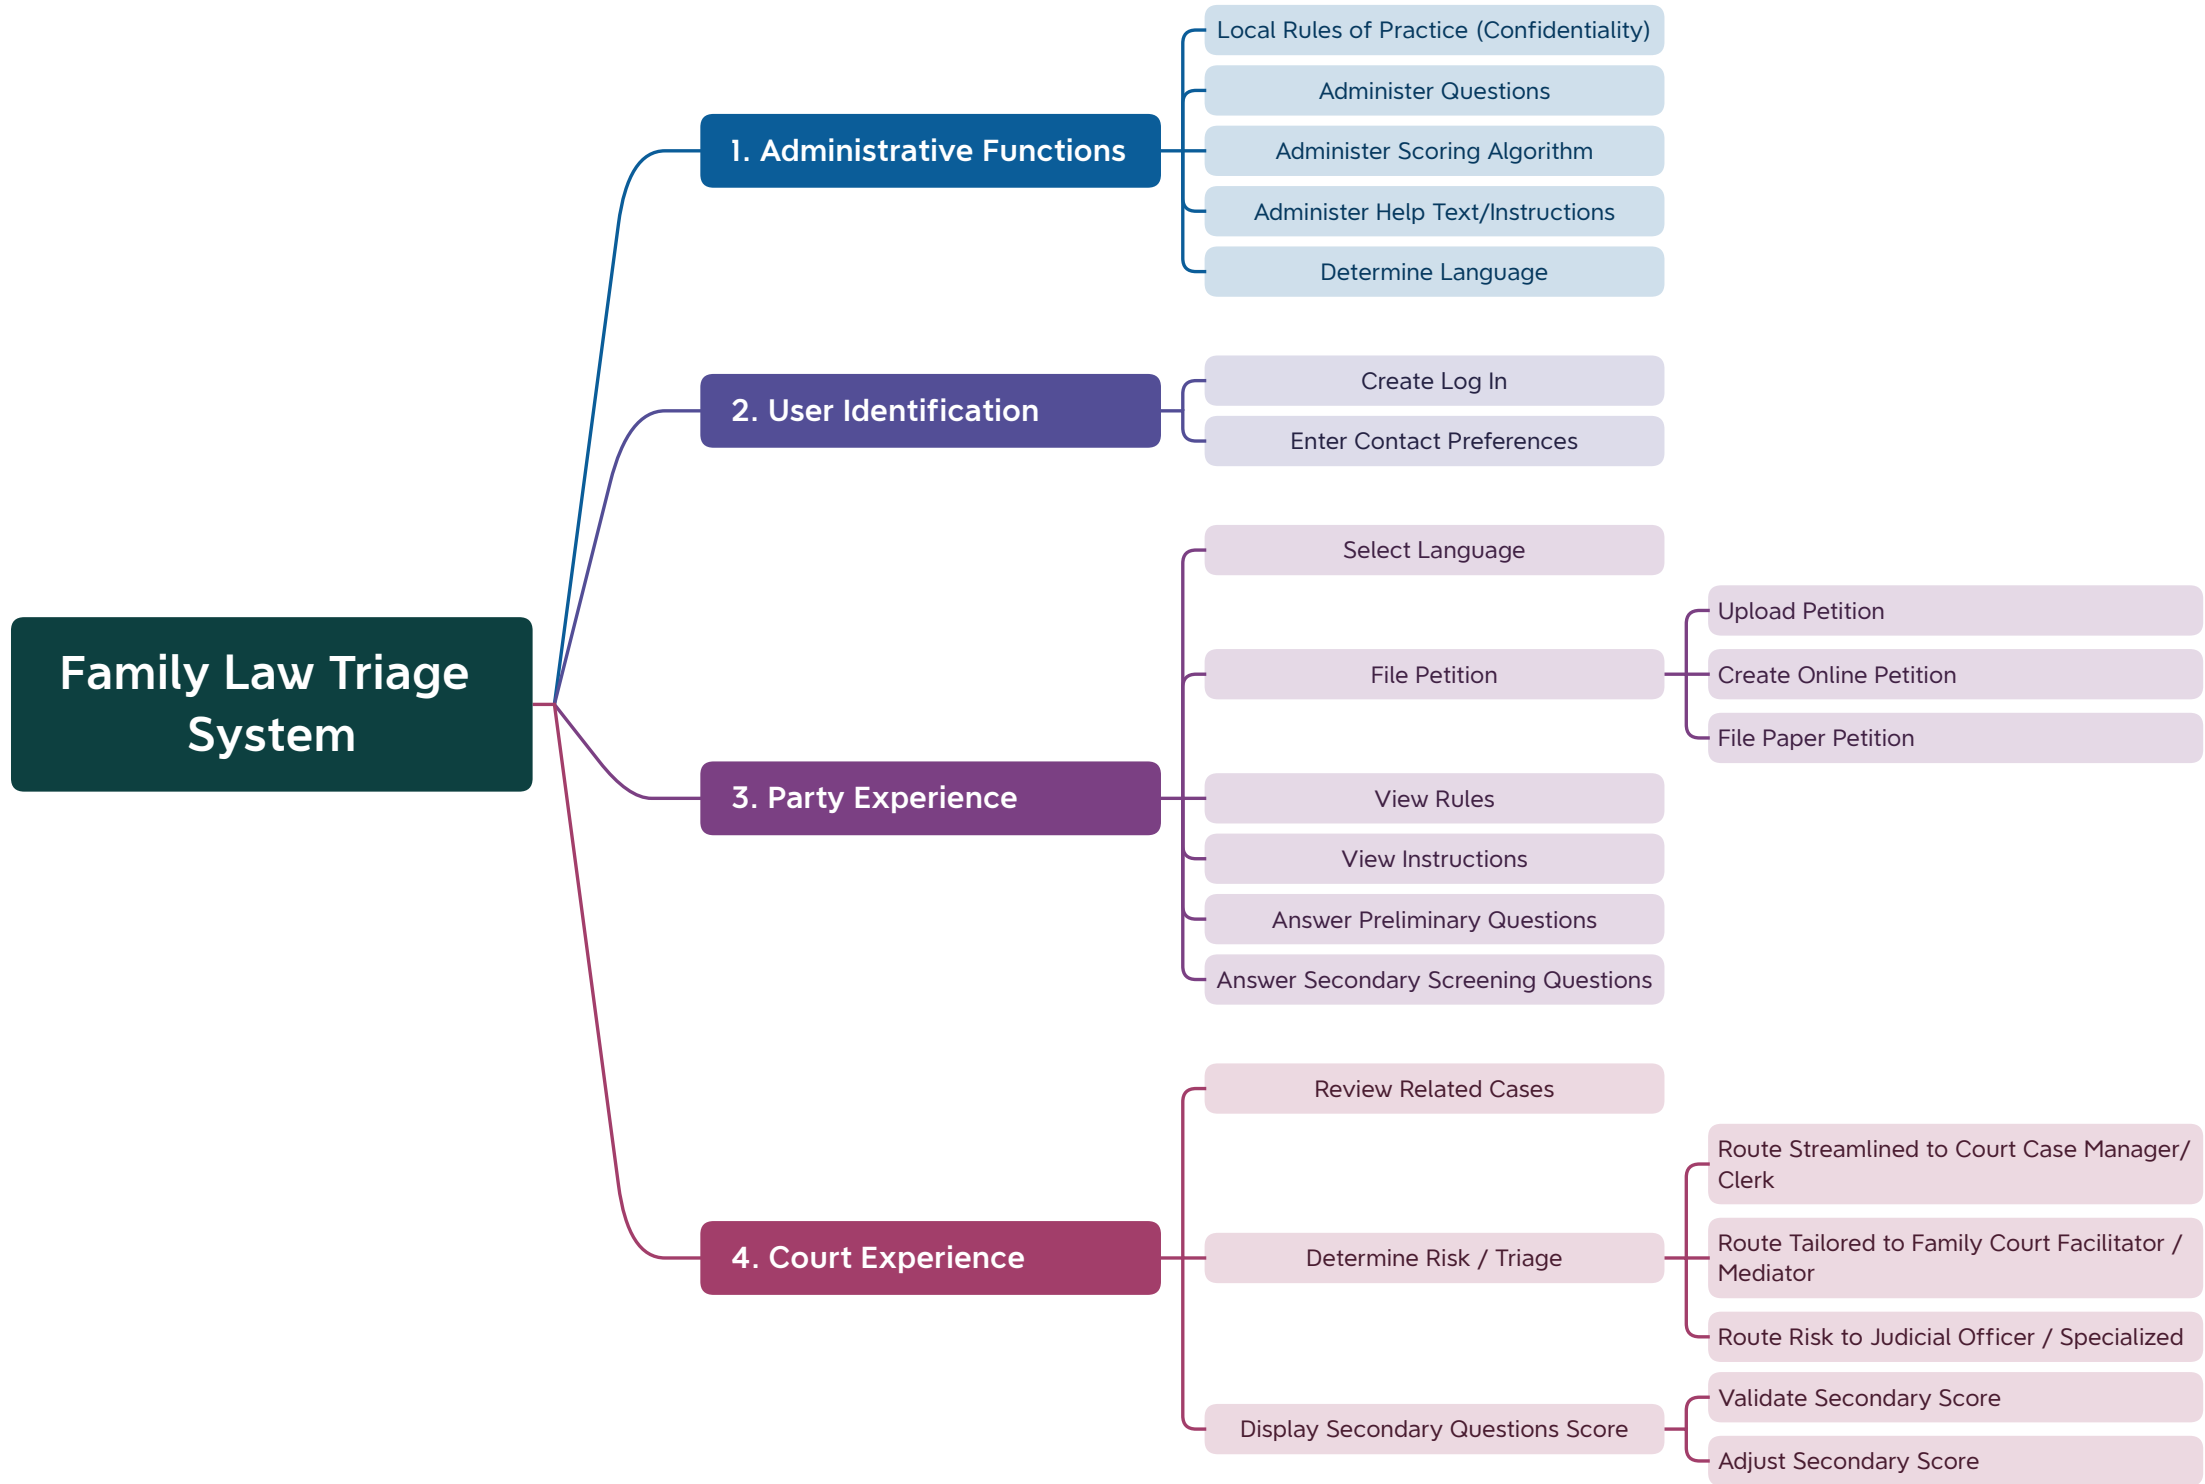 Family Law Triage
System
1. Administrative Functions
Local Rules of Practice (Confidentiality)
Administer Questions
Administer Scoring Algorithm
Administer Help Text/Instructions
Determine Language
2. User Identification
Create Log In
Enter Contact Preferences
3. Party Experience
Select Language
File Petition
Upload Petition
Create Online Petition
File Paper Petition
View Rules
View Instructions
Answer Preliminary Questions
Answer Secondary Screening Questions
4. Court Experience
Review Related Cases
Determine Risk / Triage
Route Streamlined to Court Case Manager/
Clerk
Route Tailored to Family Court Facilitator /
Mediator
Route Risk to Judicial Officer / Specialized
Display Secondary Questions Score
Validate Secondary Score
Adjust Secondary Score